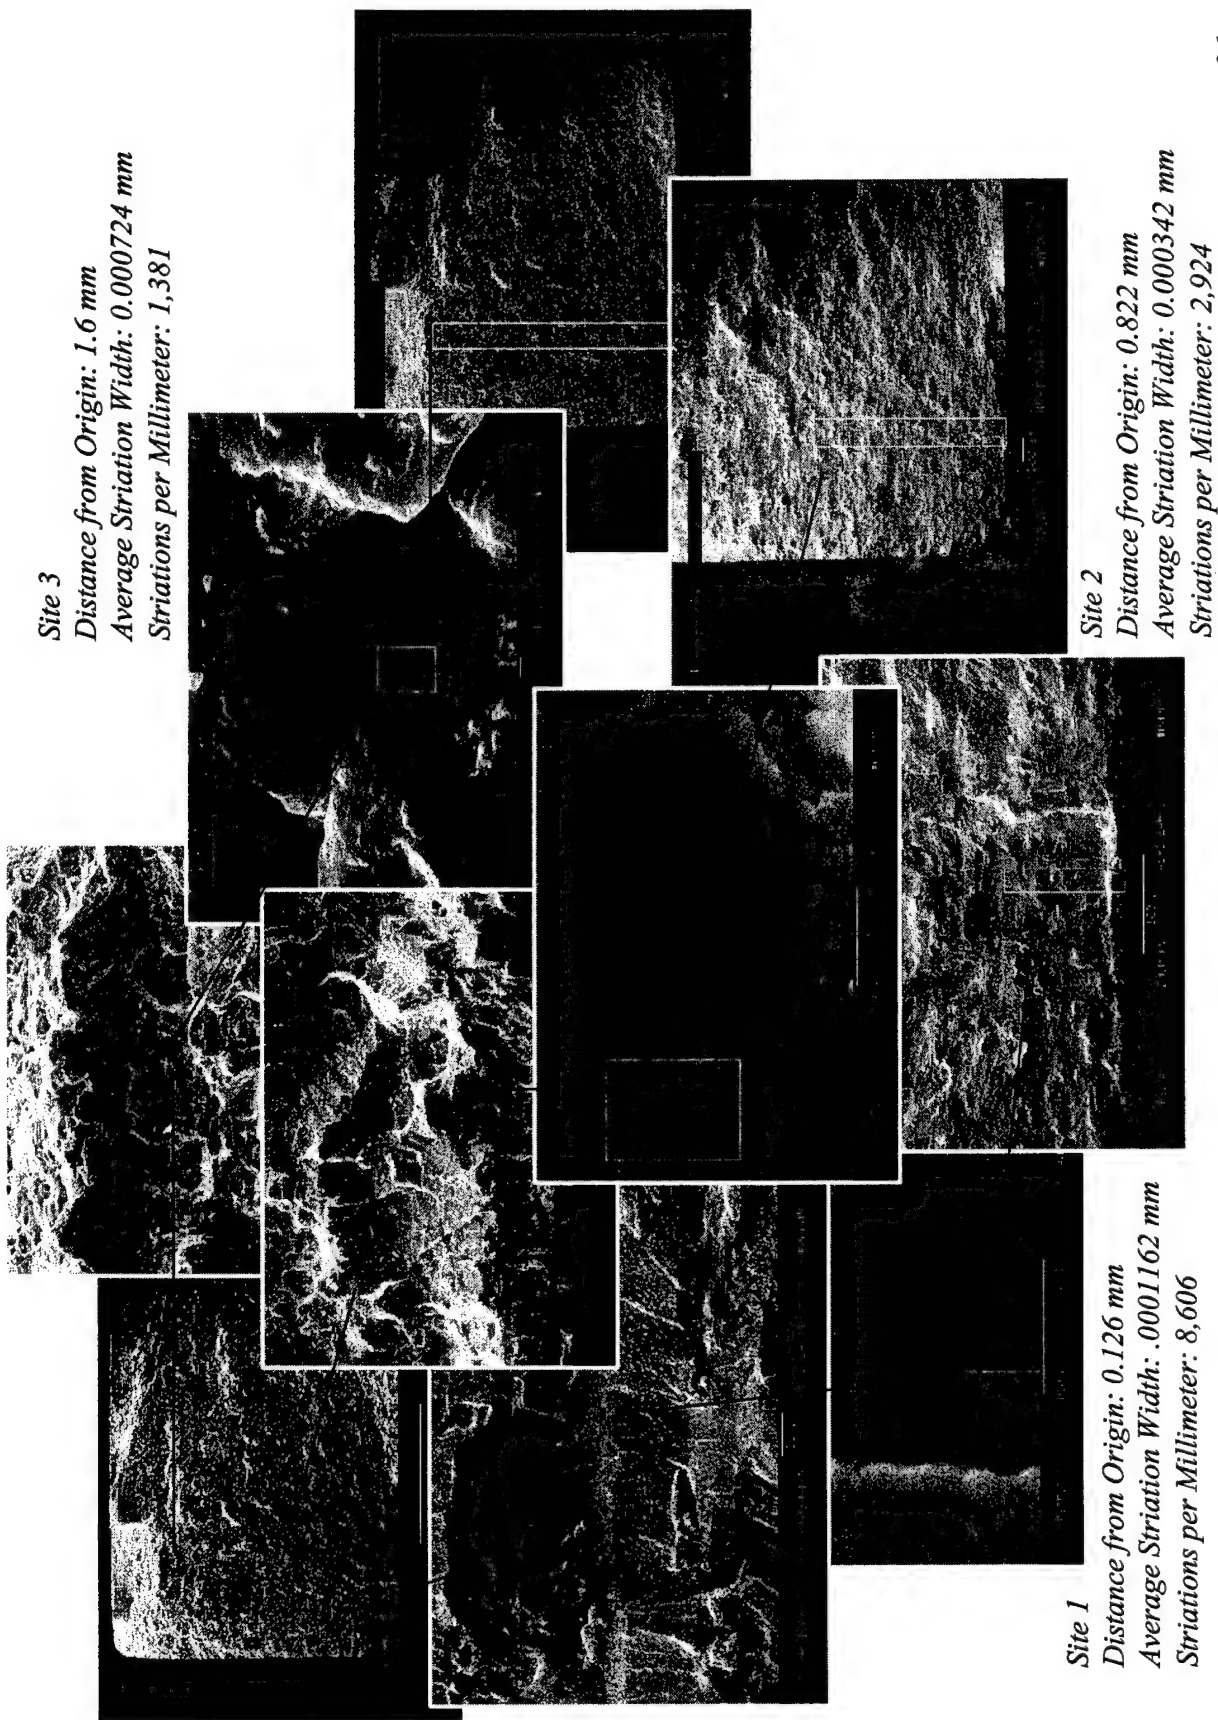 Site 3
Distance from Origin: 1.6 mm
Average Striation Width: 0.000724 mm
Striations per Millimeter: 1,381
Site 2
Distance from Origin: 0.822 mm
Average Striation Width: 0.000342 mm
Striations per Millimeter: 2,924
Site 1
Distance from Origin: 0.126 mm
Average Striation Width: .0001162 mm
Striations per Millimeter: 8,606